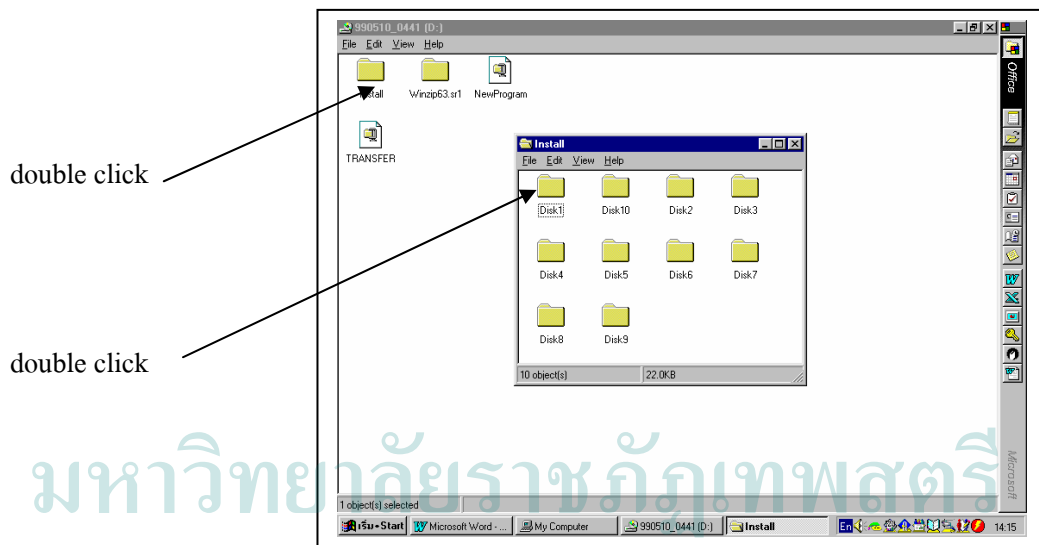 990510_0441 (D:)
File Edit View Help
Install Winzip63.sr1 NewProgram
TRANSFER
double click
double click
Install
File Edit View Help
Disk1 Disk10 Disk2 Disk3
Disk4 Disk5 Disk6 Disk7
Disk8 Disk9
10 object(s) 22.0KB
Office
มหาวิทยาลัยราชภัฏเทพสตรี
Microsoft
1 object(s) selected
เริ่ม-Start Microsoft Word - ... My Computer 990510_0441 (D:) Install En 14:15